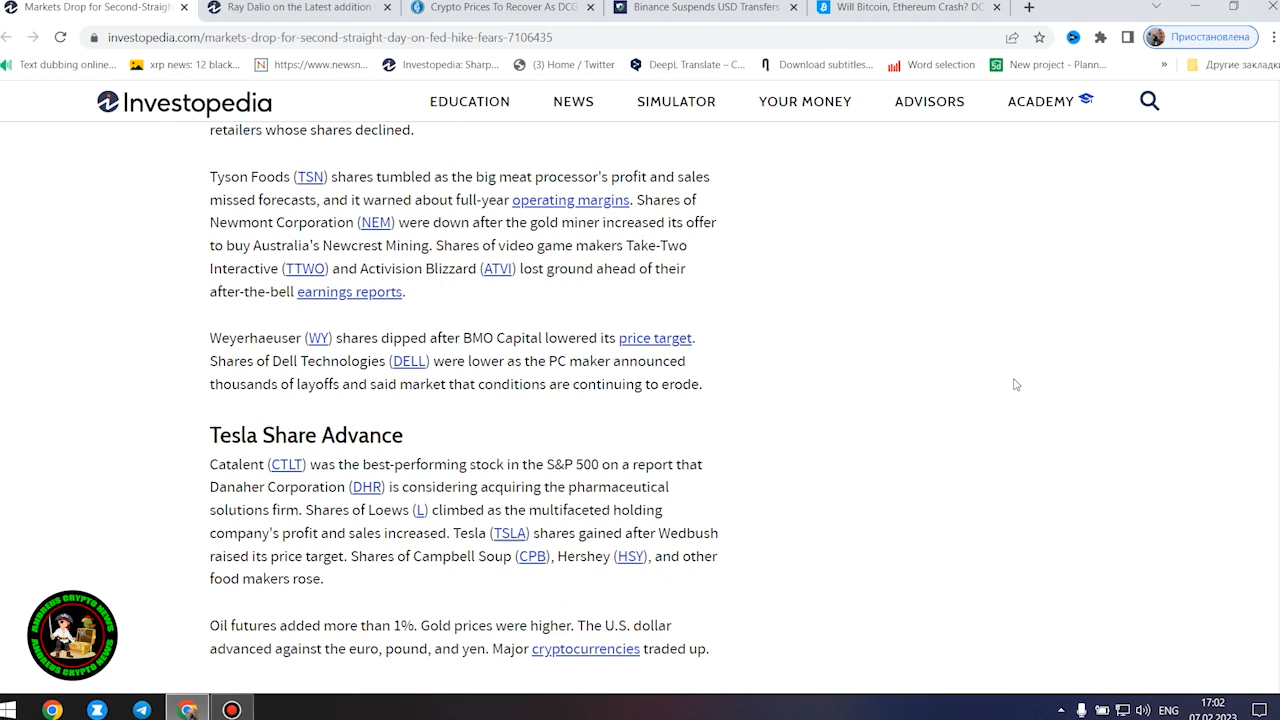 Markets Drop for Second-Straigh
Ray Dalio on the Latest addition
Crypto Prices To Recover As DCG
Binance Suspends USD Transfers
Will Bitcoin, Ethereum Crash? DC
investopedia.com/markets-drop-for-second-straight-day-on-fed-hike-fears-7106435
Приостановлена
Text dubbing online...
xrp news: 12 black...
https://www.newsn...
Investopedia: Sharp...
(3) Home / Twitter
DeepL Translate – C...
Download subtitles...
Word selection
New project - Plann...
»
Другие закладки
Investopedia
EDUCATION
NEWS
SIMULATOR
YOUR MONEY
ADVISORS
ACADEMY
retailers whose shares declined.
Tyson Foods (TSN) shares tumbled as the big meat processor's profit and sales
missed forecasts, and it warned about full-year operating margins. Shares of
Newmont Corporation (NEM) were down after the gold miner increased its offer
to buy Australia's Newcrest Mining. Shares of video game makers Take-Two
Interactive (TTWO) and Activision Blizzard (ATVI) lost ground ahead of their
after-the-bell earnings reports.
Weyerhaeuser (WY) shares dipped after BMO Capital lowered its price target.
Shares of Dell Technologies (DELL) were lower as the PC maker announced
thousands of layoffs and said market that conditions are continuing to erode.
Tesla Share Advance
Catalent (CTLT) was the best-performing stock in the S&P 500 on a report that
Danaher Corporation (DHR) is considering acquiring the pharmaceutical
solutions firm. Shares of Loews (L) climbed as the multifaceted holding
company's profit and sales increased. Tesla (TSLA) shares gained after Wedbush
raised its price target. Shares of Campbell Soup (CPB), Hershey (HSY), and other
food makers rose.
Oil futures added more than 1%. Gold prices were higher. The U.S. dollar
advanced against the euro, pound, and yen. Major cryptocurrencies traded up.
ANDREUS CRYPTO NEWS
ANDREUS CRYPTO NEWS
ENG
17:02
07.02.2023